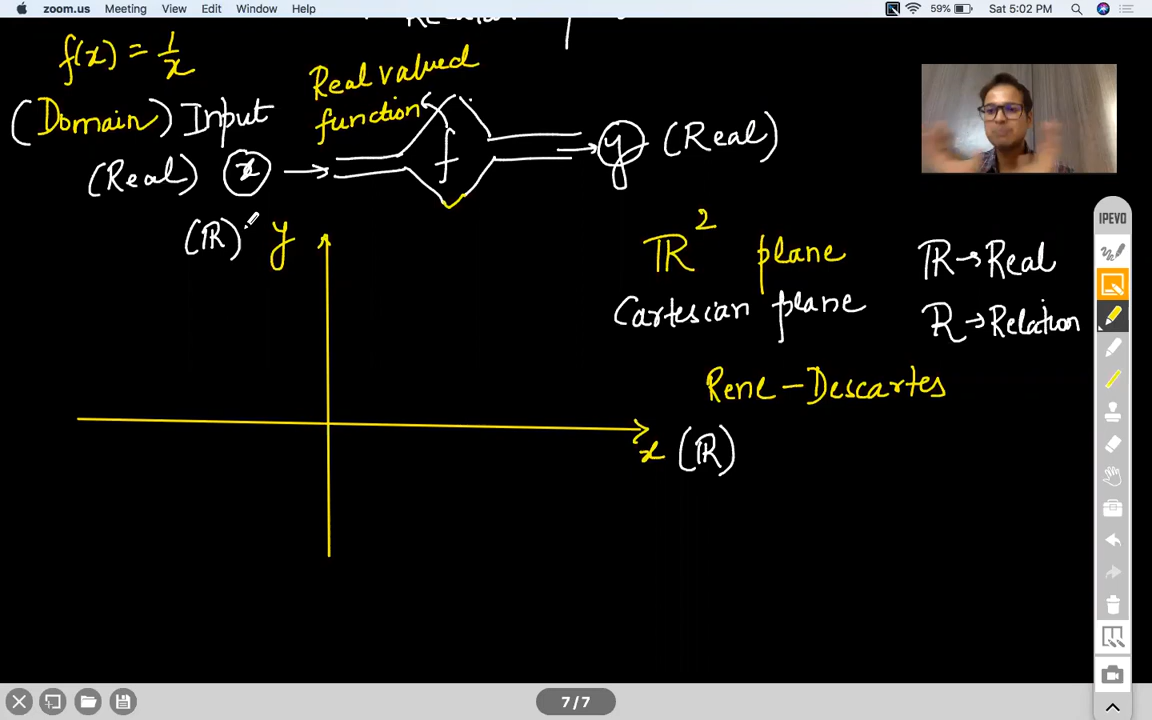 zoom.us Meeting View Edit Window Help 59% Sat 5:02 PM
f(x) = 1/x
Real valued
function
(Domain) Input
(Real) x → f → y (Real)
(ℝ) y
ℝ² plane
Cartesian plane
ℝ → Real
R → Relation
Rene - Descartes
x (ℝ)
IPEVO
7 / 7